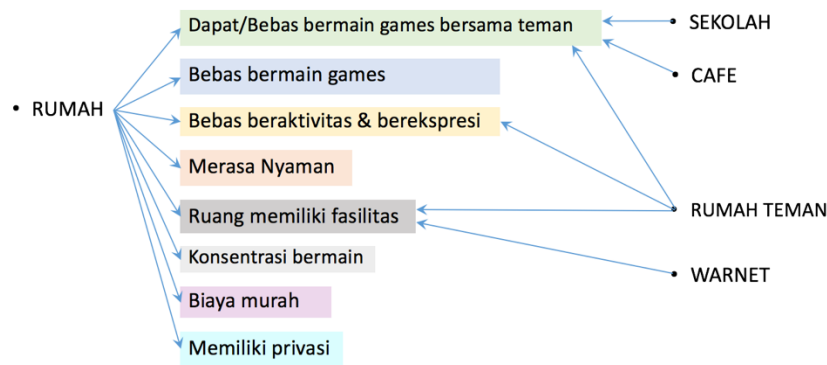 • RUMAH
Dapat/Bebas bermain games bersama teman
Bebas bermain games
Bebas beraktivitas & berekspresi
Merasa Nyaman
Ruang memiliki fasilitas
Konsentrasi bermain
Biaya murah
Memiliki privasi
• SEKOLAH
• CAFE
• RUMAH TEMAN
• WARNET